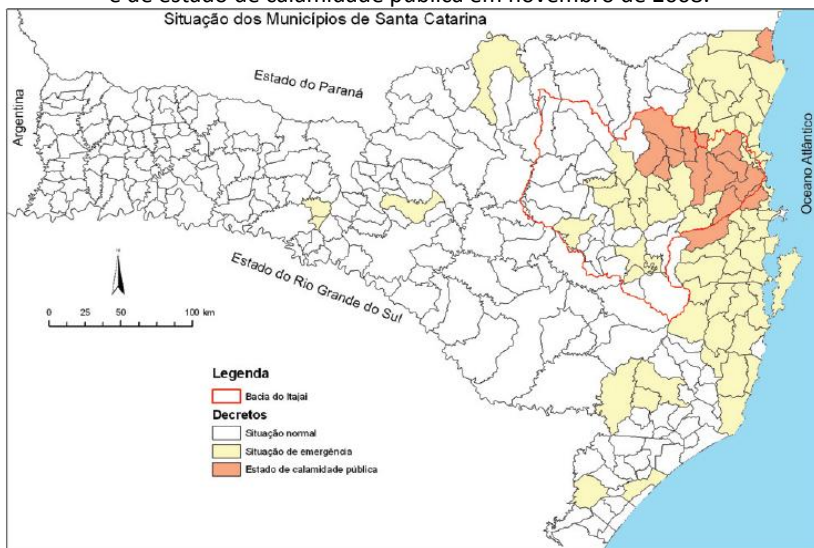 e de estado de calamidade pública em novembro de 2008.
Situação dos Municípios de Santa Catarina
Estado do Paraná
Argentina
Oceano Atlântico
Estado do Rio Grande do Sul
0 25 50 100 km
Legenda
Bacia do Itajaí
Decretos
Situação normal
Situação de emergência
Estado de calamidade pública